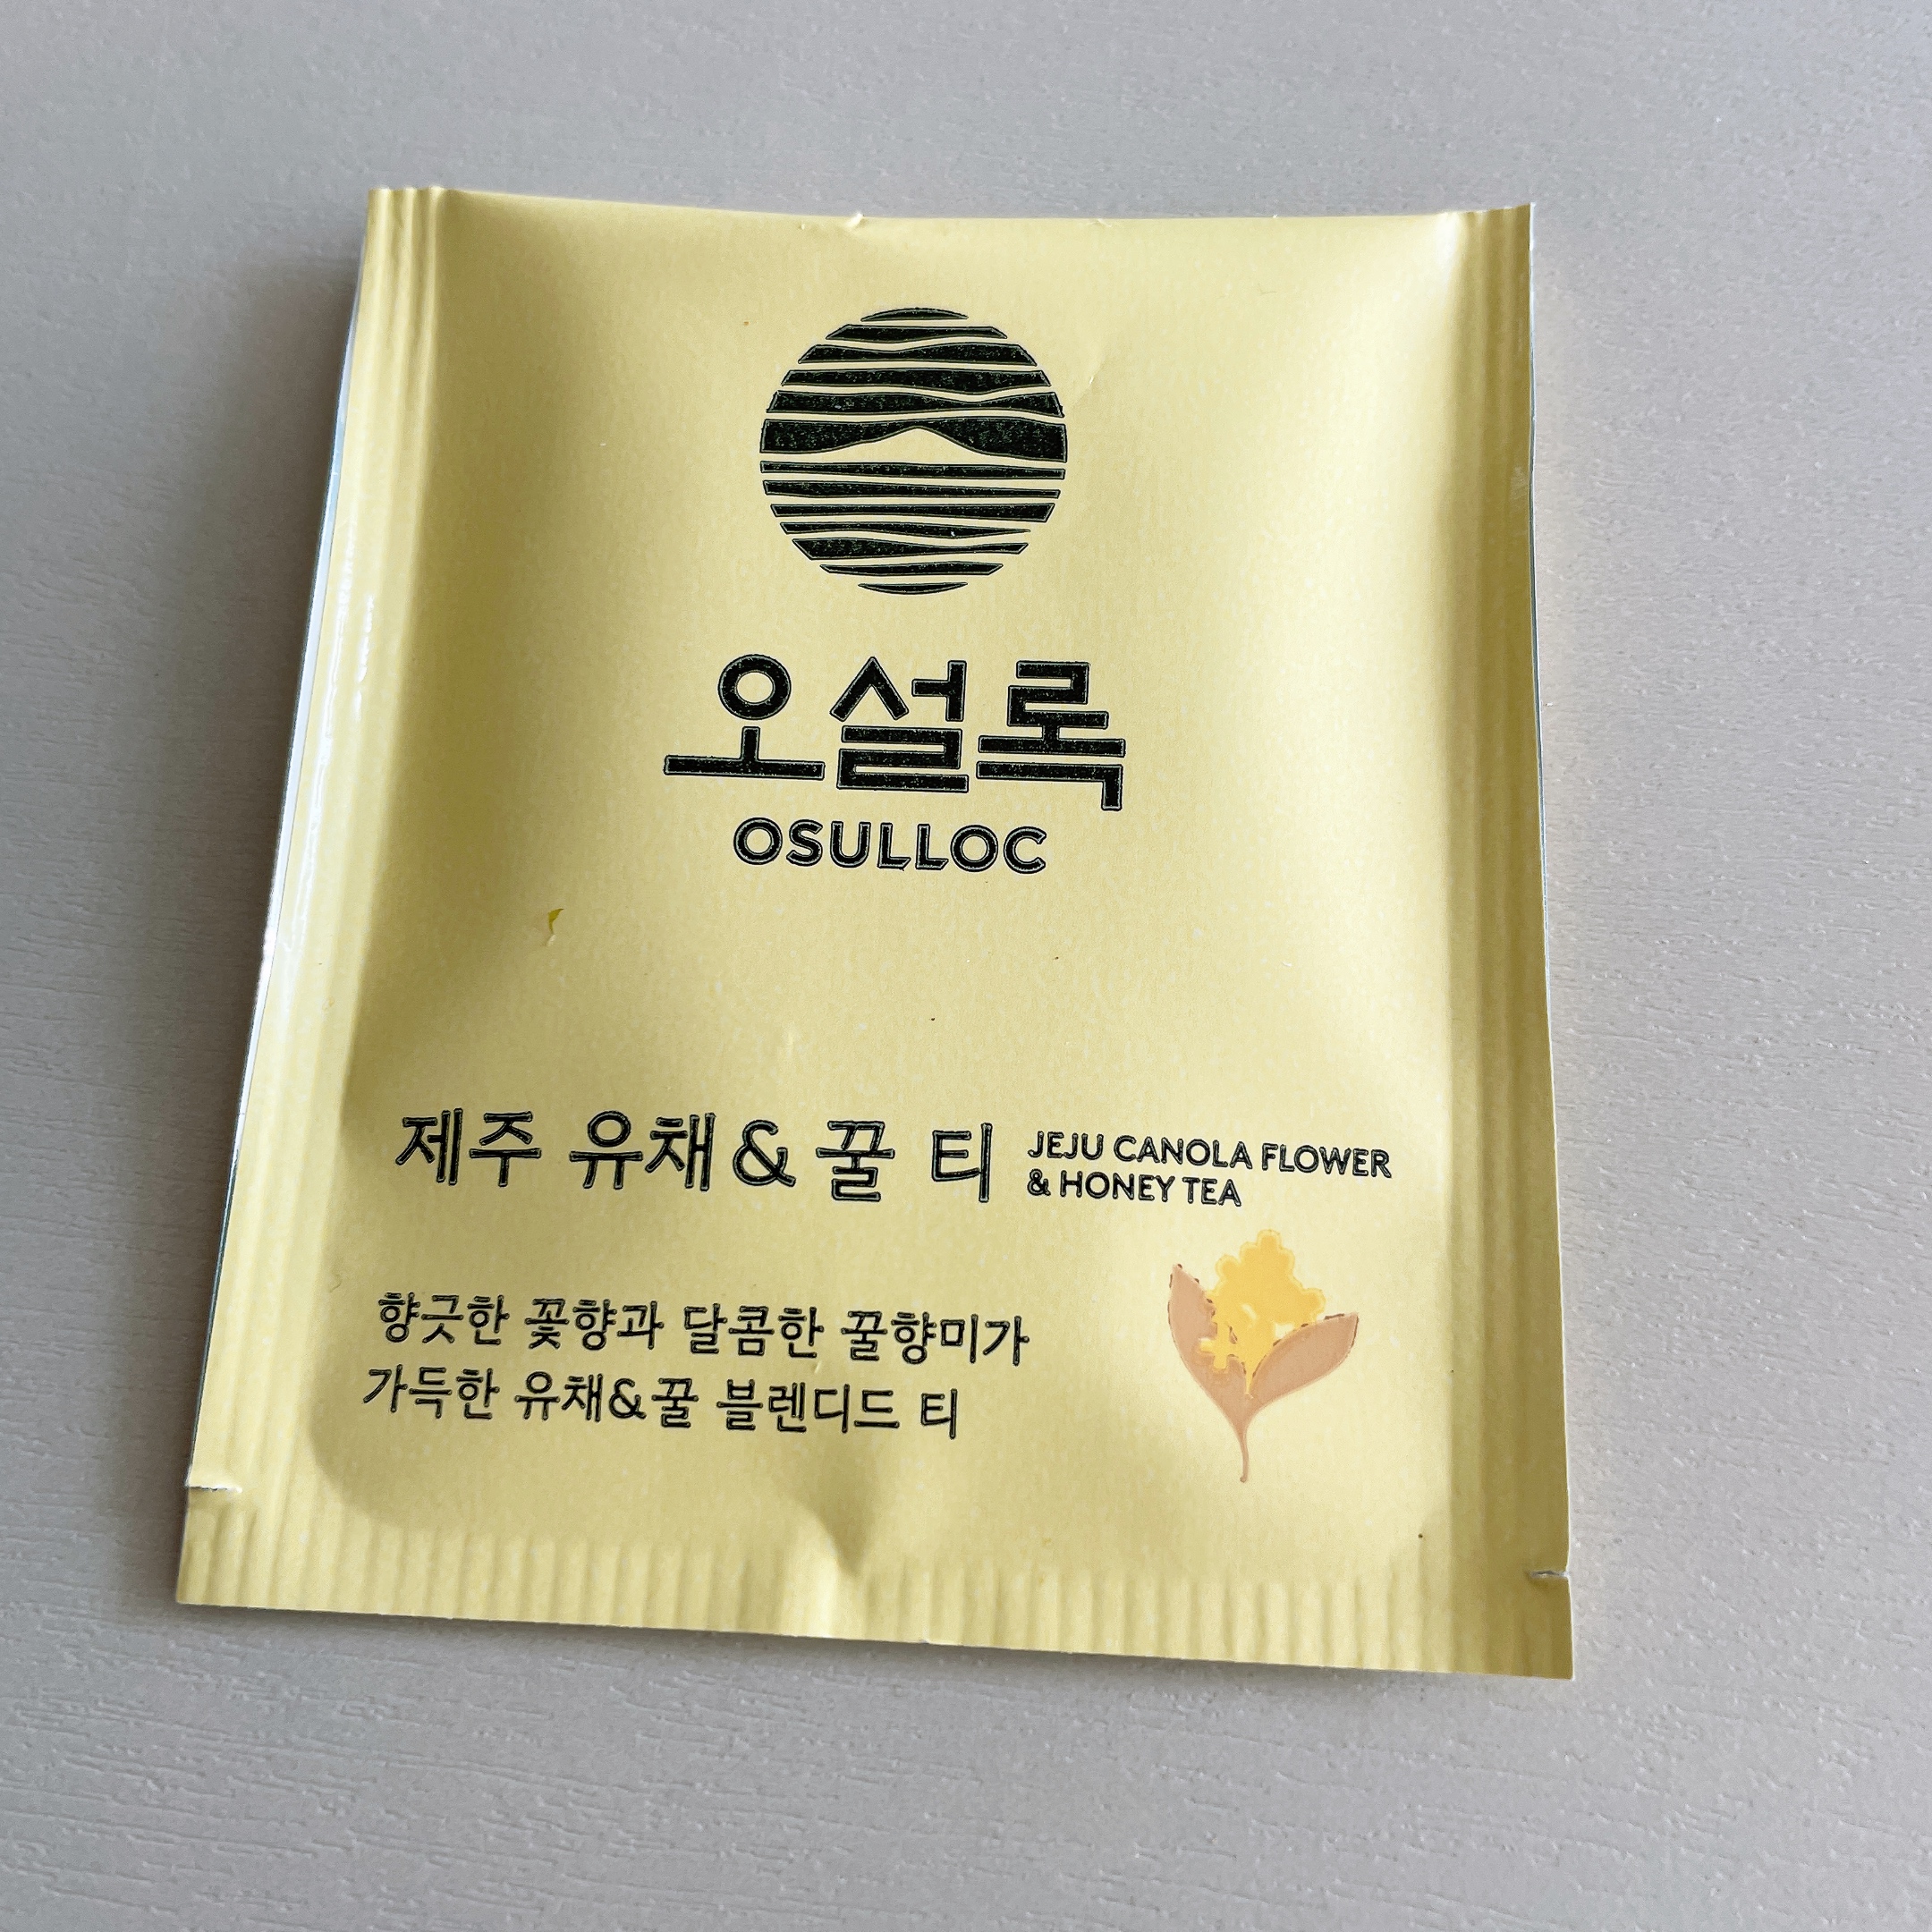 오설록
OSULLOC
제주 유채&꿀 티
JEJU CANOLA FLOWER
& HONEY TEA
향긋한 꽃향과 달콤한 꿀향미가
가득한 유채&꿀 블렌디드 티